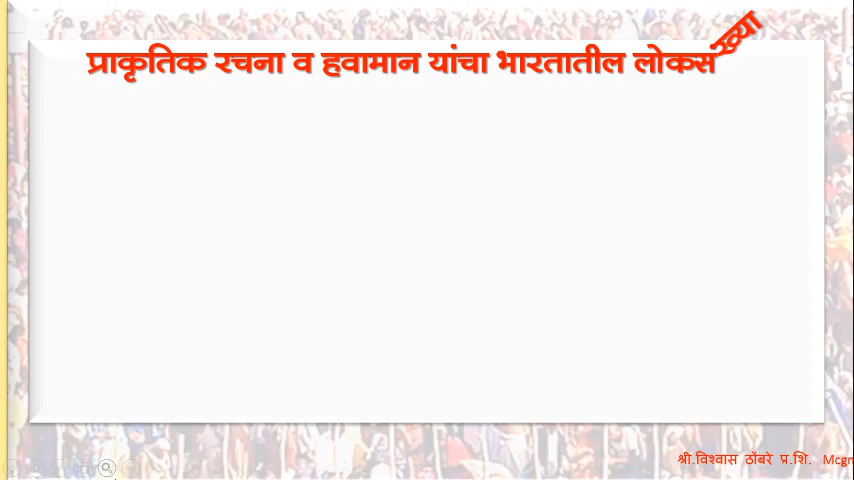 प्राकृतिक रचना व हवामान यांचा भारतातील लोकसंख्या
श्री.विश्वास ठोंबरे प्र.शि. Mcgm